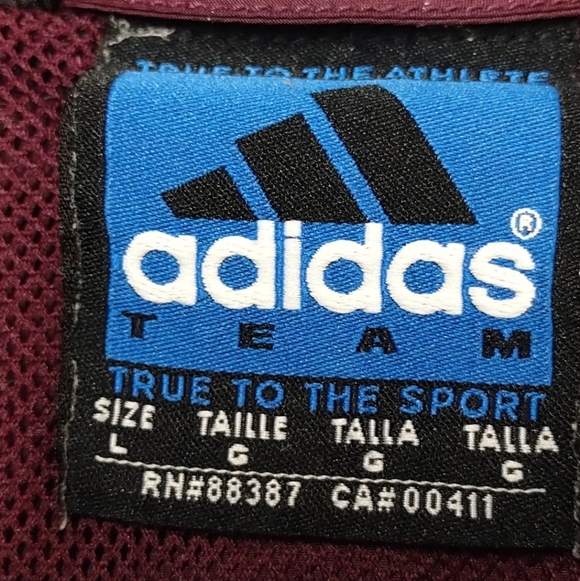 TRUE TO THE ATHLETE
adidas®
TEAM
TRUE TO THE SPORT
SIZE TAILLE TALLA TALLA
L G G G
RN#88387 CA#00411